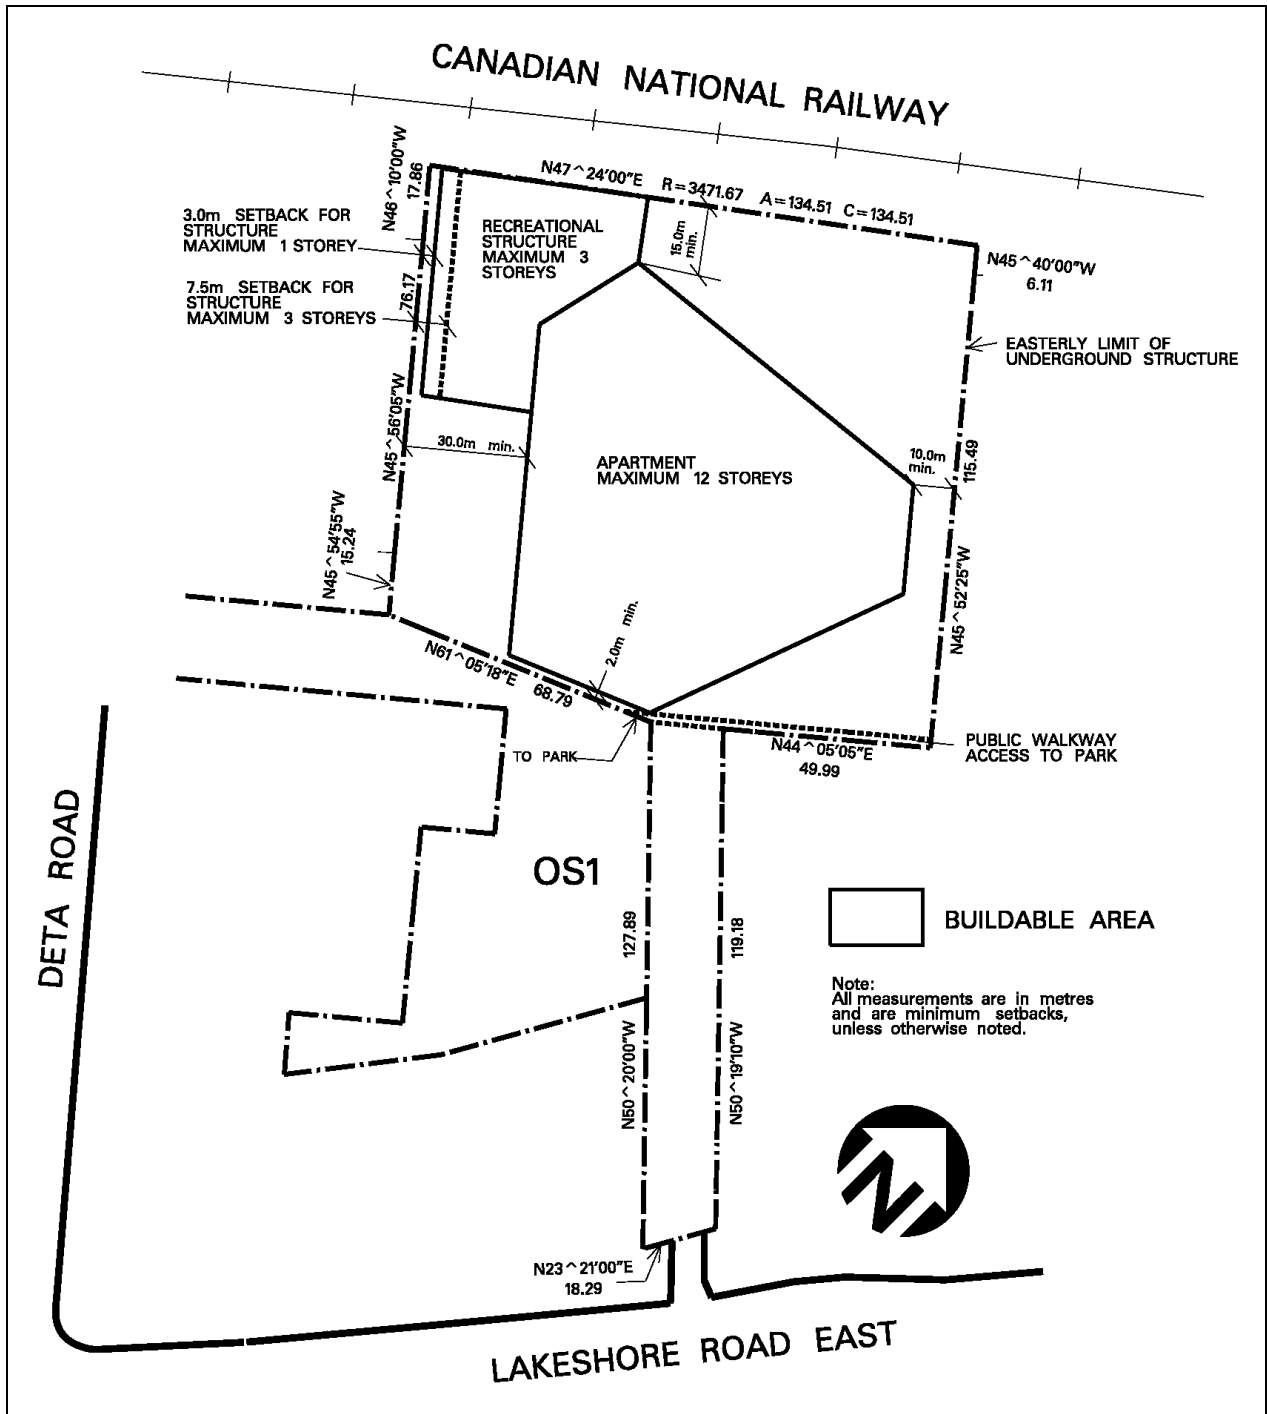 CANADIAN NATIONAL RAILWAY
N46^10'00"W
17.86
N47^24'00"E R=3471.67 A=134.51 C=134.51
3.0m SETBACK FOR
STRUCTURE
MAXIMUM 1 STOREY
RECREATIONAL
STRUCTURE
MAXIMUM 3
STOREYS
15.0m
min.
N45^40'00"W
6.11
7.5m SETBACK FOR
STRUCTURE
MAXIMUM 3 STOREYS
76.17
EASTERLY LIMIT OF
UNDERGROUND STRUCTURE
N45^56'05"W
30.0m min.
APARTMENT
MAXIMUM 12 STOREYS
10.0m
min.
115.49
N45^54'55"W
15.24
N45^52'25"W
2.0m min.
N61^05'18"E 68.79
TO PARK
N44^05'05"E
49.99
PUBLIC WALKWAY
ACCESS TO PARK
DETA ROAD
OS1
127.89
119.18
BUILDABLE AREA
Note:
All measurements are in metres
and are minimum setbacks,
unless otherwise noted.
N50^20'00"W
N50^19'10"W
N
N23^21'00"E
18.29
LAKESHORE ROAD EAST